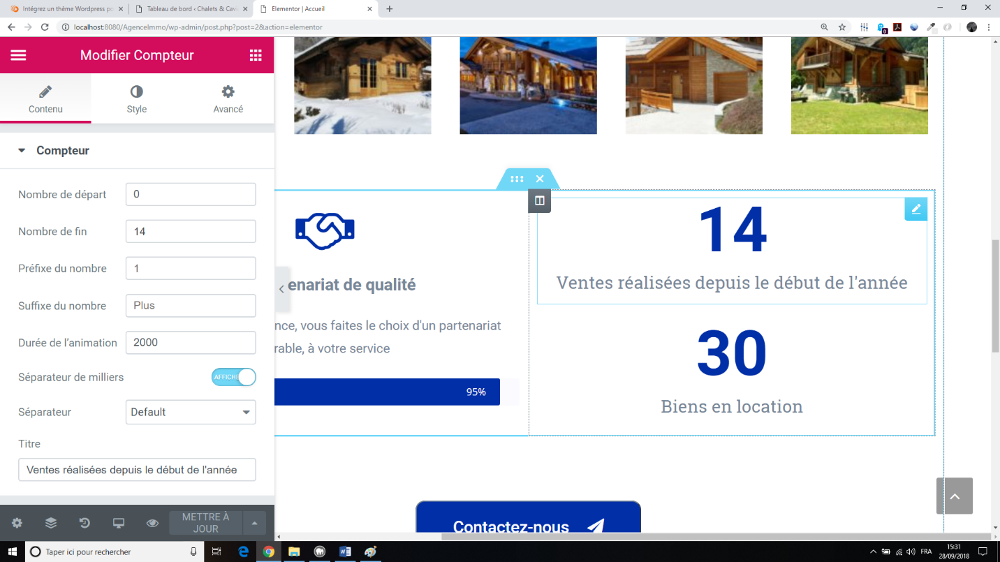 Intégrez un thème Wordpress po
Tableau de bord ‹ Chalets & Cavi
Elementor | Accueil
localhost:8080/AgenceImmo/wp-admin/post.php?post=2&action=elementor
0
Modifier Compteur
Contenu
Style
Avancé
Compteur
Nombre de départ
0
Nombre de fin
14
Préfixe du nombre
1
Suffixe du nombre
Plus
Durée de l'animation
2000
Séparateur de milliers
AFFICHE
Séparateur
Default
Titre
Ventes réalisées depuis le début de l'année
METTRE À
JOUR
enariat de qualité
nce, vous faites le choix d'un partenariat
rable, à votre service
95%
14
Ventes réalisées depuis le début de l'année
30
Biens en location
Contactez-nous
Taper ici pour rechercher
FRA
15:31
28/09/2018